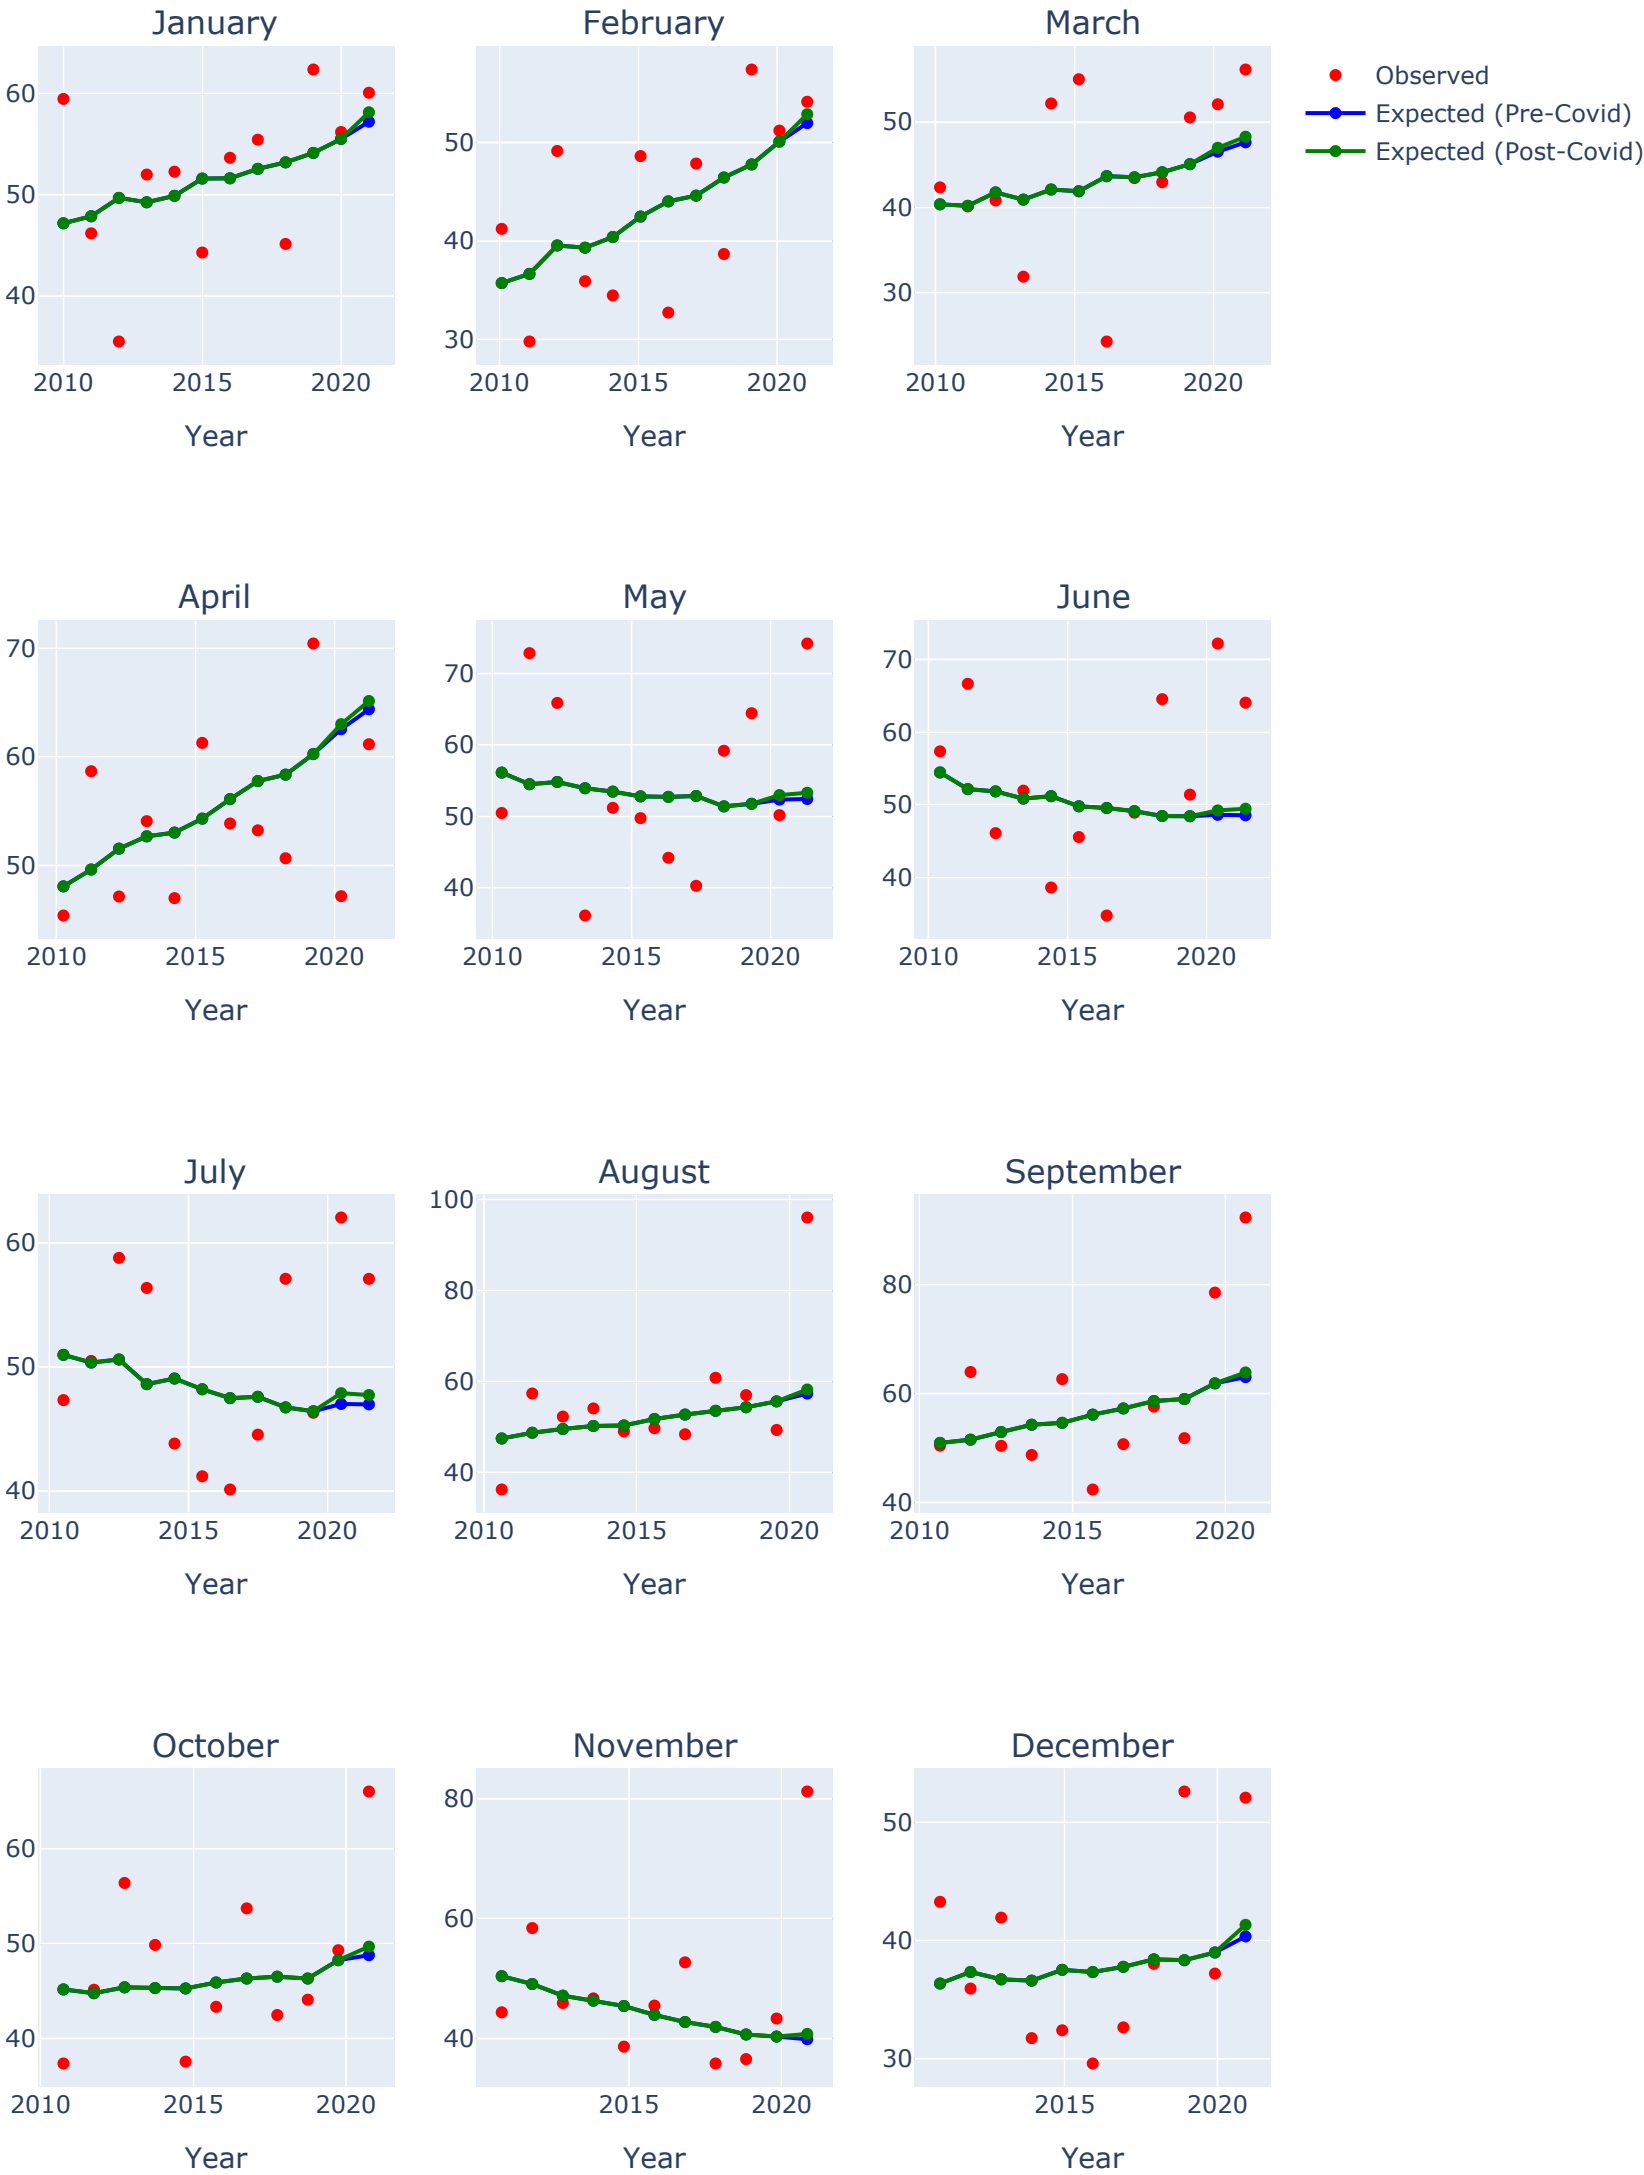 January February March
60
50
40
2010 2015 2020
Year
50
40
30
2010 2015 2020
Year
50
40
30
2010 2015 2020
Year
Observed
Expected (Pre-Covid)
Expected (Post-Covid)
April May June
70
60
50
2010 2015 2020
Year
70
60
50
40
2010 2015 2020
Year
70
60
50
40
2010 2015 2020
Year
July August September
60
50
40
2010 2015 2020
Year
100
80
60
40
2010 2015 2020
Year
80
60
40
2010 2015 2020
Year
October November December
60
50
40
2010 2015 2020
Year
80
60
40
2015 2020
Year
50
40
30
2015 2020
Year